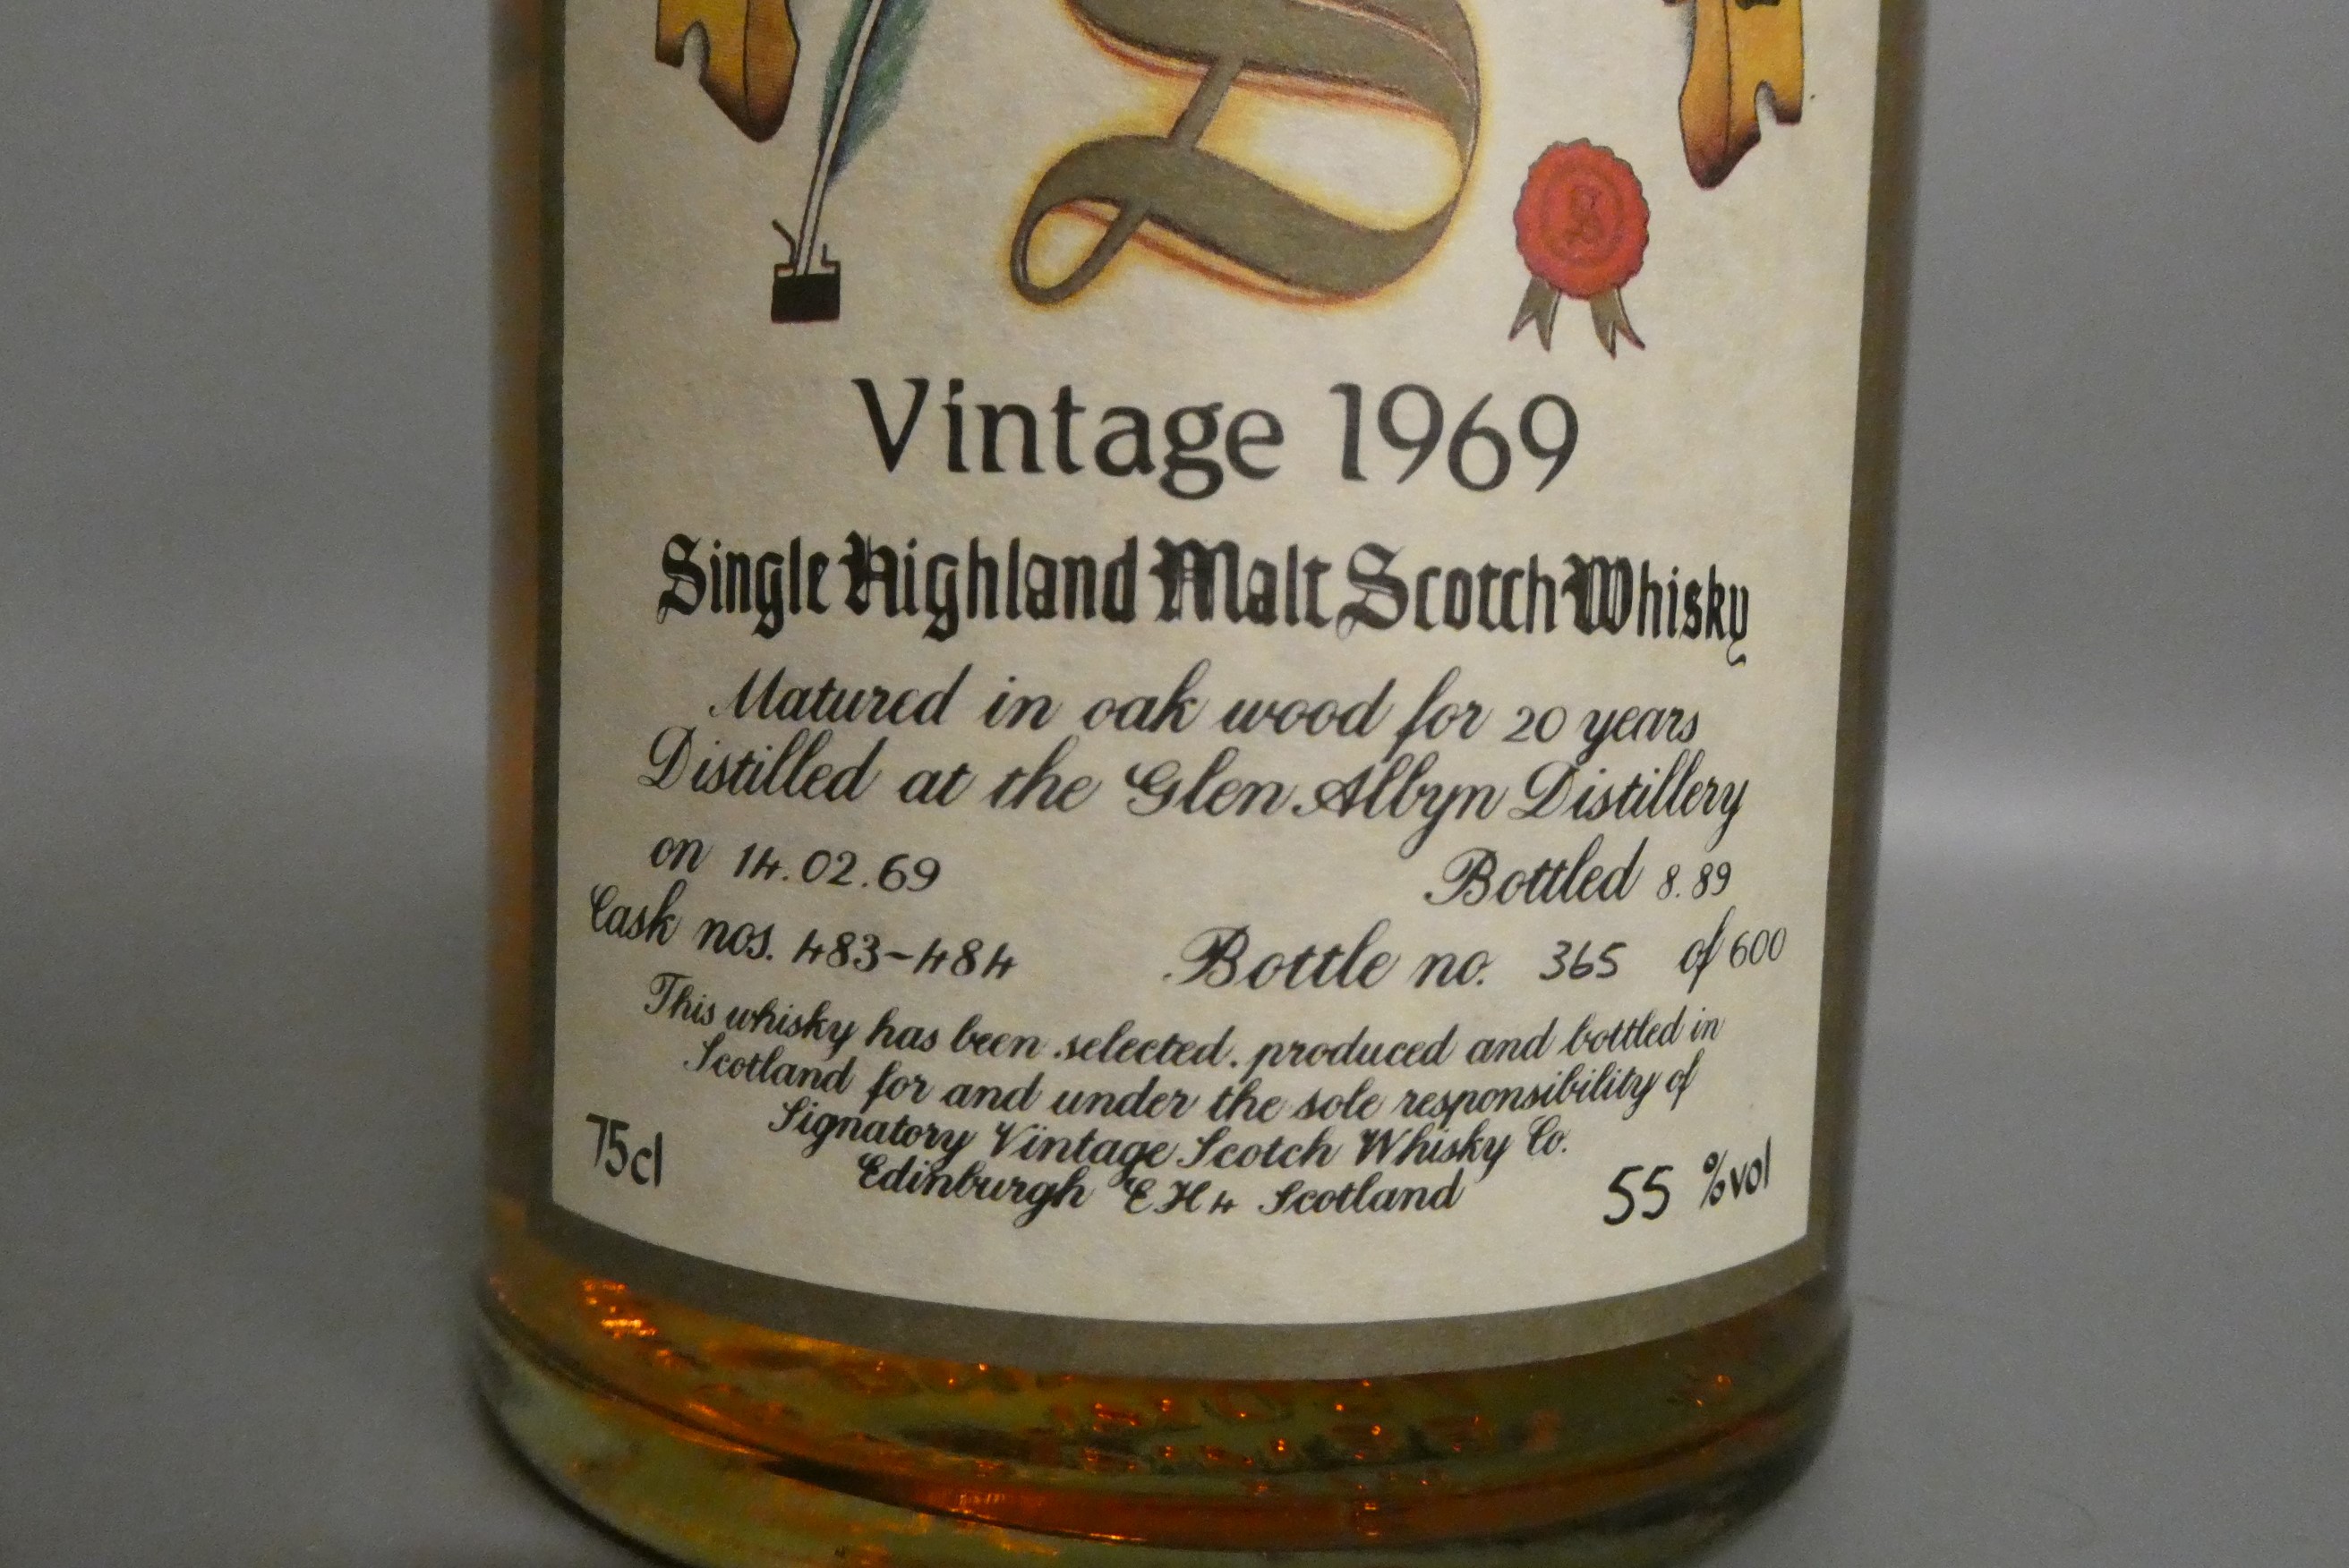 S
Vintage 1969
Single Highland Malt Scotch Whisky
Matured in oak wood for 20 years
Distilled at the Glen Albyn Distillery
on 14.02.69 Bottled 8.89
Cask nos. 483-484 Bottle no. 365 of 600
This whisky has been selected, produced and bottled in
Scotland for and under the sole responsibility of
Signatory Vintage Scotch Whisky Co.
Edinburgh EH4 Scotland
75cl 55 %vol